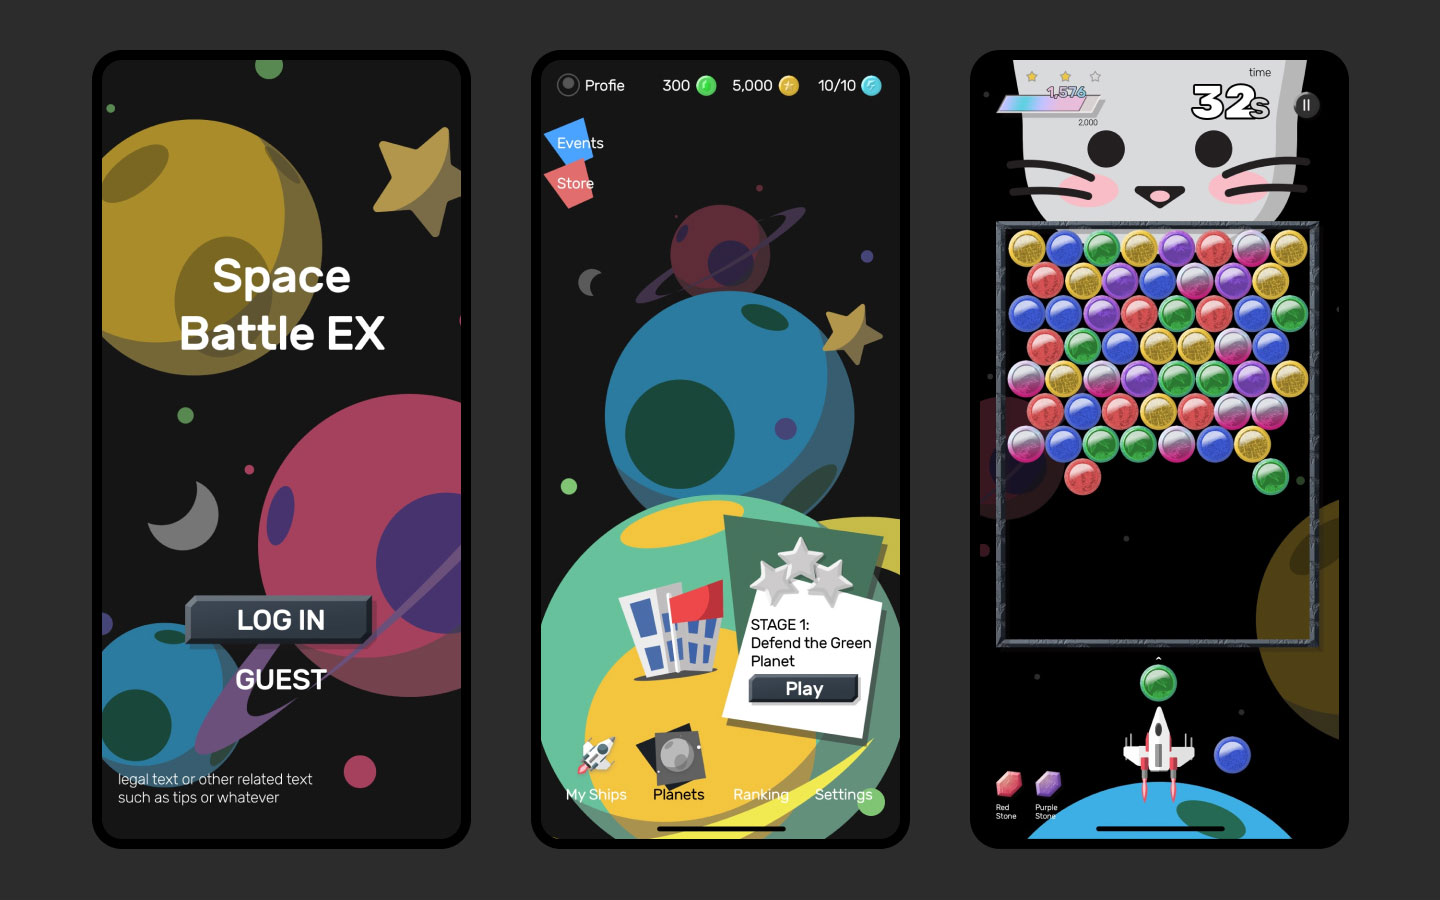 Space
Battle EX
LOG IN
GUEST
legal text or other related text
such as tips or whatever
Profie
300
5,000
10/10
Events
Store
STAGE 1:
Defend the Green
Planet
Play
My Ships
Planets
Ranking
Settings
1,576
2,000
time
32s
Red
Stone
Purple
Stone